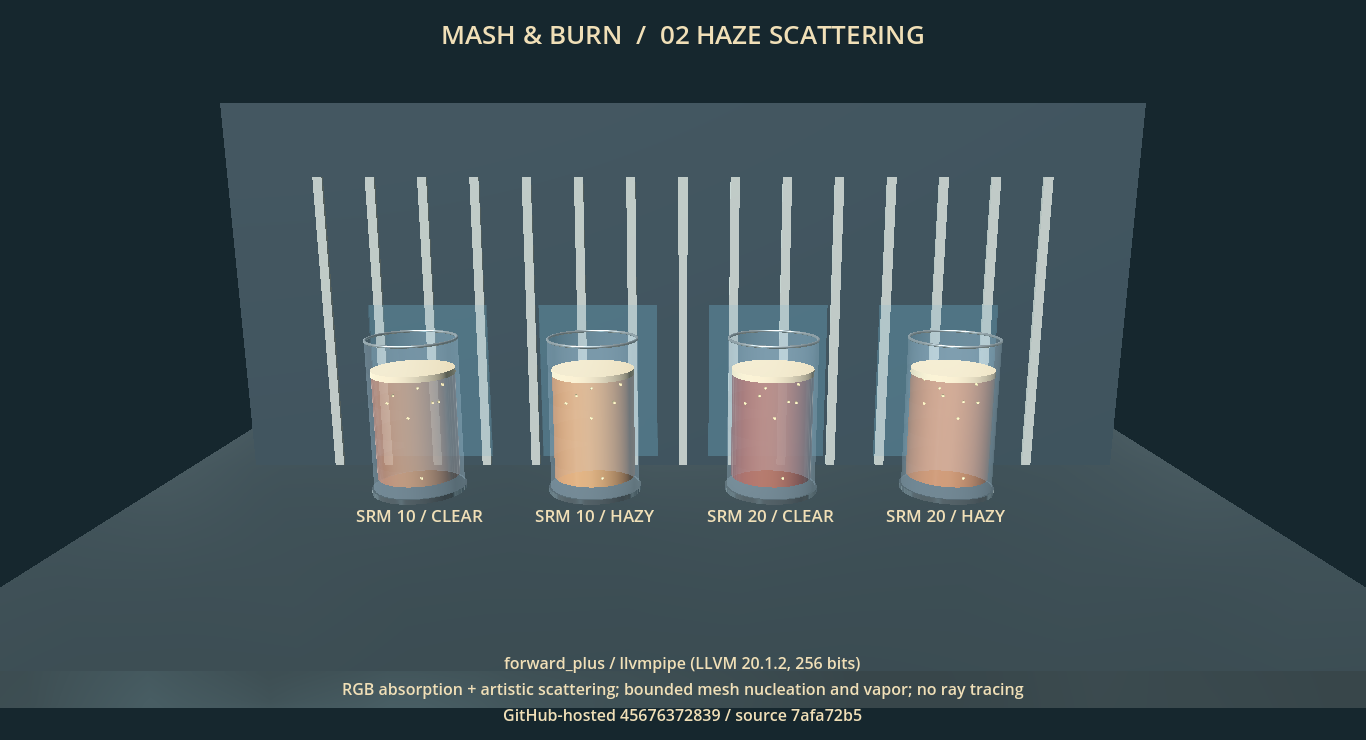 MASH & BURN / 02 HAZE SCATTERING
SRM 10 / CLEAR
SRM 10 / HAZY
SRM 20 / CLEAR
SRM 20 / HAZY
forward_plus / llvmpipe (LLVM 20.1.2, 256 bits)
RGB absorption + artistic scattering; bounded mesh nucleation and vapor; no ray tracing
GitHub-hosted 45676372839 / source 7afa72b5